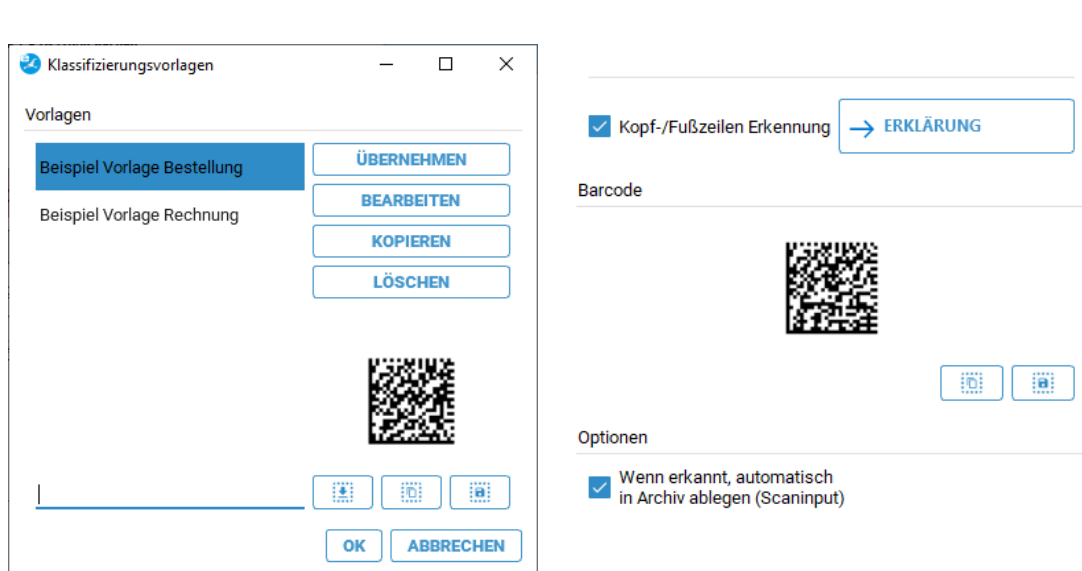 Klassifizierungsvorlagen
Vorlagen
Beispiel Vorlage Bestellung
Beispiel Vorlage Rechnung
ÜBERNEHMEN
BEARBEITEN
KOPIEREN
LÖSCHEN
OK
ABBRECHEN
Kopf-/Fußzeilen Erkennung
ERKLÄRUNG
Barcode
Optionen
Wenn erkannt, automatisch
in Archiv ablegen (Scaninput)